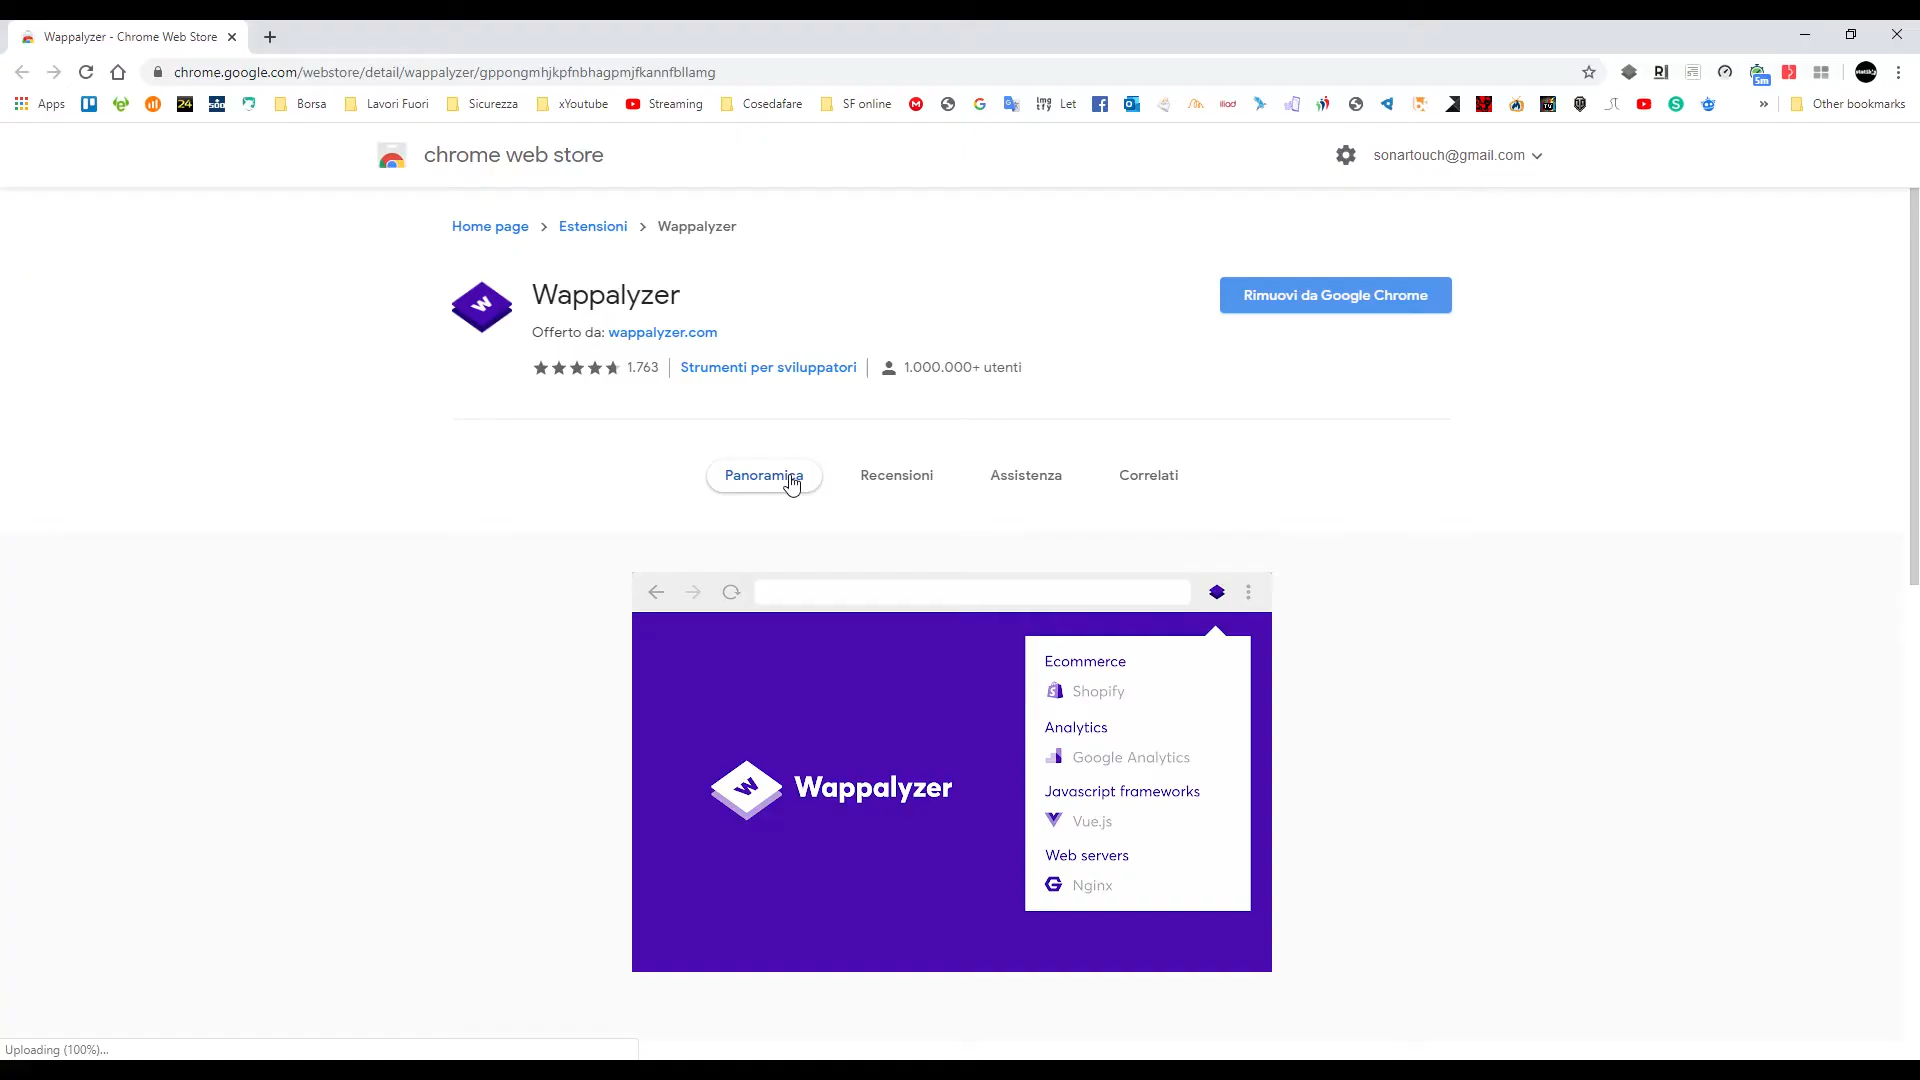 Wappalyzer - Chrome Web Store
chrome.google.com/webstore/detail/wappalyzer/gppongmhjkpfnbhagpmjfkannfbllamg
5m
Apps
24
Borsa
Lavori Fuori
Sicurezza
xYoutube
Streaming
Cosedafare
SF online
Let
Other bookmarks
chrome web store
sonartouch@gmail.com
Home page > Estensioni > Wappalyzer
Wappalyzer
Rimuovi da Google Chrome
Offerto da: wappalyzer.com
1.763
Strumenti per sviluppatori
1.000.000+ utenti
Panoramica
Recensioni
Assistenza
Correlati
Ecommerce
Shopify
Analytics
Google Analytics
Wappalyzer
Javascript frameworks
Vue.js
Web servers
Nginx
Uploading (100%)...